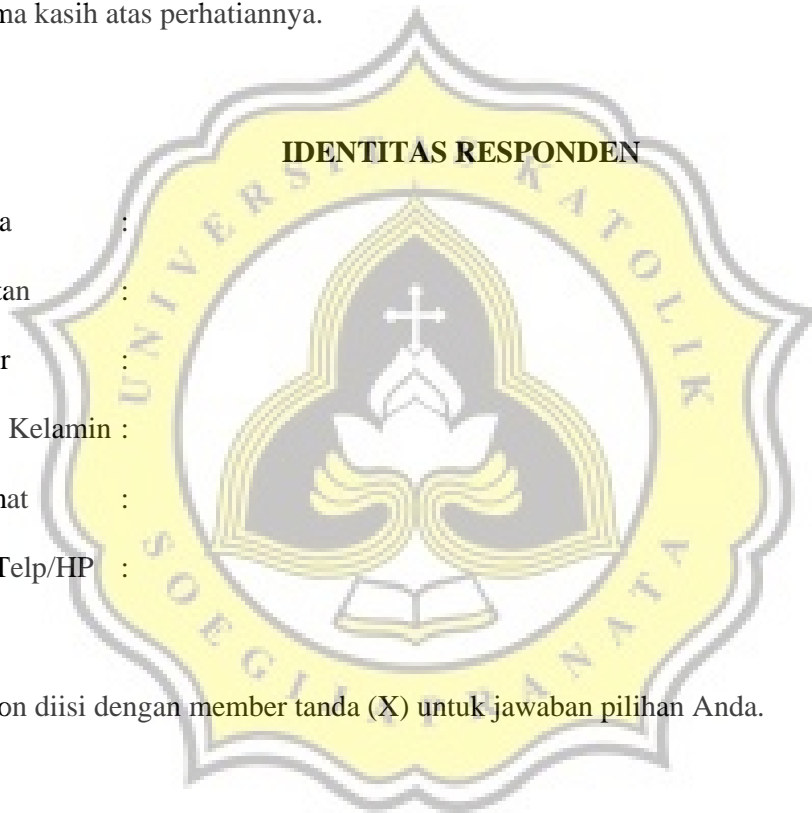 ma kasih atas perhatiannya.
IDENTITAS RESPONDEN
a :
tan :
r :
Kelamin :
nat :
Telp/HP :
on diisi dengan member tanda (X) untuk jawaban pilihan Anda.
UNIVERSITAS KATOLIK
SOEGIJAPRANATA